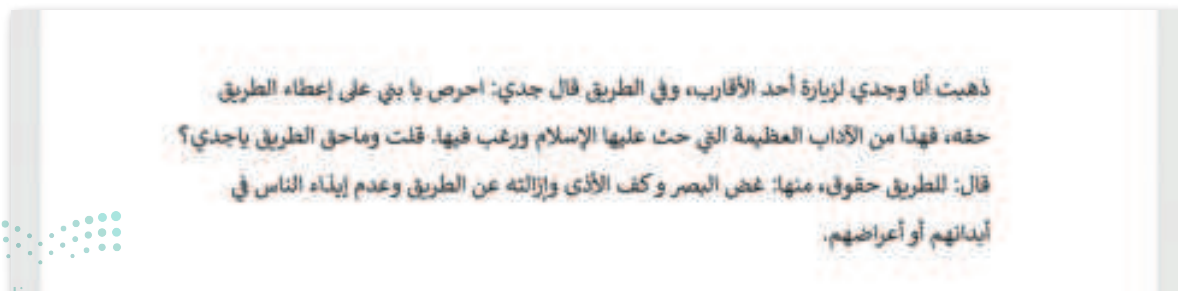 ذهبت أنا وجدي لزيارة أحد الأقارب، وفي الطريق قال جدي: احرص يا بني على إعطاء الطريق
حقه، فهذا من الآداب العظيمة التي حث عليها الإسلام ورغب فيها. قلت وماحق الطريق ياجدي؟
قال: للطريق حقوق، منها: غض البصر وكف الأذى وإزالته عن الطريق وعدم إيذاء الناس في
أبدانهم أو أعراضهم.